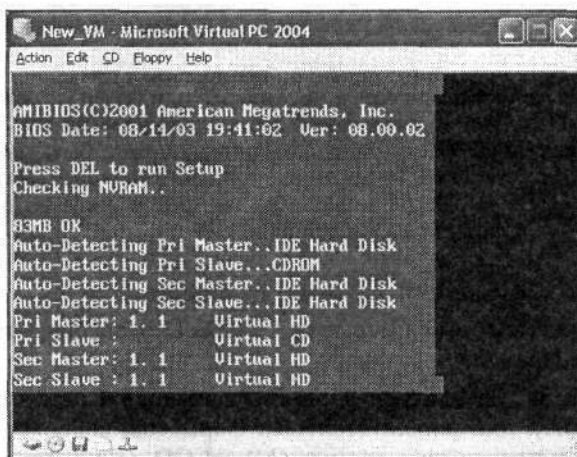 New_VM - Microsoft Virtual PC 2004
Action Edit CD Floppy Help
AMIBIOS(C)2001 American Megatrends, Inc.
BIOS Date: 08/14/03 19:41:02 Ver: 08.00.02
Press DEL to run Setup
Checking NVRAM..
83MB OK
Auto-Detecting Pri Master..IDE Hard Disk
Auto-Detecting Pri Slave...CDROM
Auto-Detecting Sec Master..IDE Hard Disk
Auto-Detecting Sec Slave...IDE Hard Disk
Pri Master: 1. 1 Virtual HD
Pri Slave : Virtual CD
Sec Master: 1. 1 Virtual HD
Sec Slave : 1. 1 Virtual HD